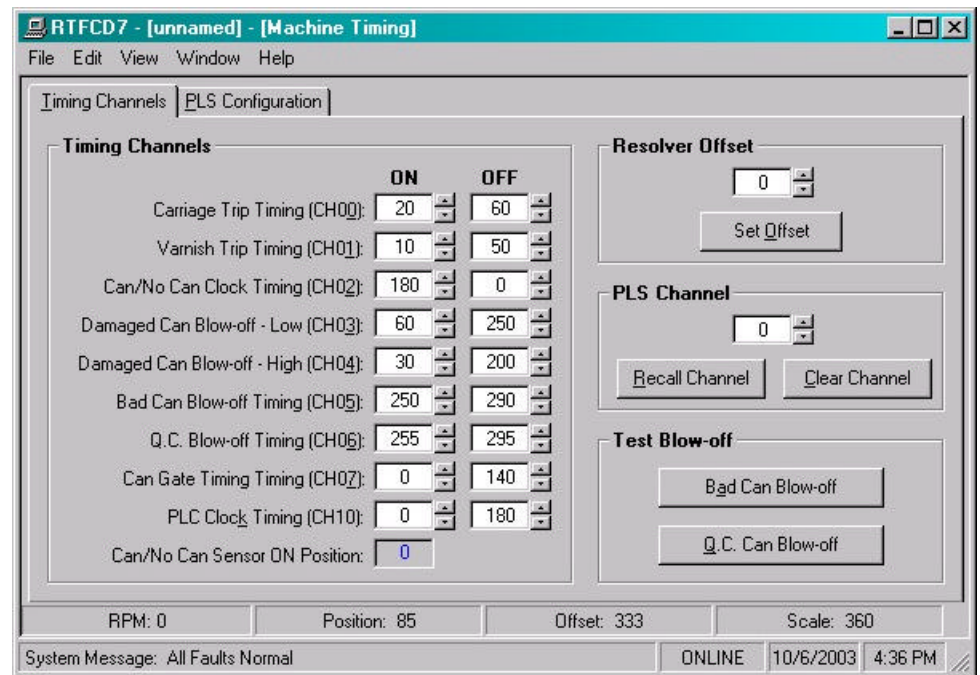 RTFCD7 - [unnamed] - [Machine Timing]
File Edit View Window Help
Timing Channels PLS Configuration
Timing Channels
ON OFF
Carriage Trip Timing (CH00): 20 60
Varnish Trip Timing (CH01): 10 50
Can/No Can Clock Timing (CH02): 180 0
Damaged Can Blow-off - Low (CH03): 60 250
Damaged Can Blow-off - High (CH04): 30 200
Bad Can Blow-off Timing (CH05): 250 290
Q.C. Blow-off Timing (CH06): 255 295
Can Gate Timing Timing (CH07): 0 140
PLC Clock Timing (CH10): 0 180
Can/No Can Sensor ON Position: 0
Resolver Offset
0
Set Offset
PLS Channel
0
Recall Channel Clear Channel
Test Blow-off
Bad Can Blow-off
Q.C. Can Blow-off
RPM: 0 Position: 85 Offset: 333 Scale: 360
System Message: All Faults Normal ONLINE 10/6/2003 4:36 PM